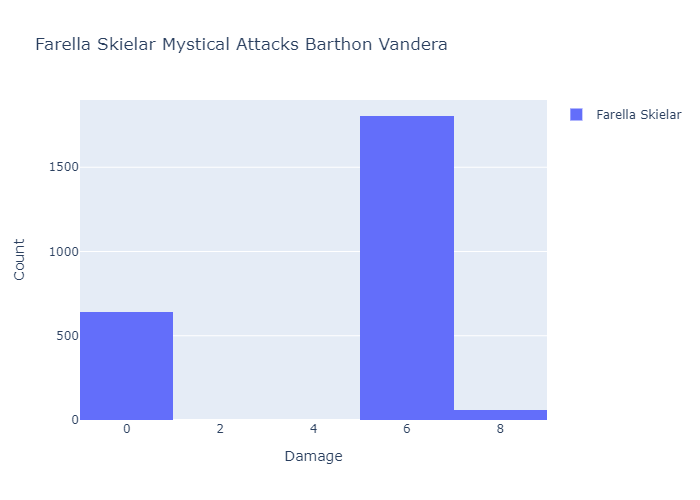 Farella Skielar Mystical Attacks Barthon Vandera
Farella Skielar
1500
1000
500
0
Count
0 2 4 6 8
Damage